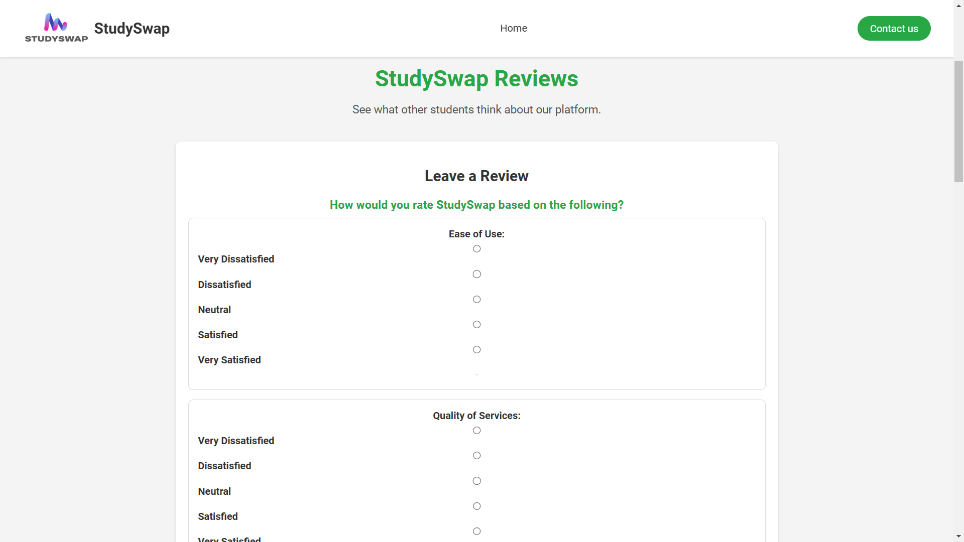 STUDYSWAP
StudySwap
Home
Contact us
StudySwap Reviews
See what other students think about our platform.
Leave a Review
How would you rate StudySwap based on the following?
Ease of Use:
Very Dissatisfied
Dissatisfied
Neutral
Satisfied
Very Satisfied
Quality of Services:
Very Dissatisfied
Dissatisfied
Neutral
Satisfied
Very Satisfied